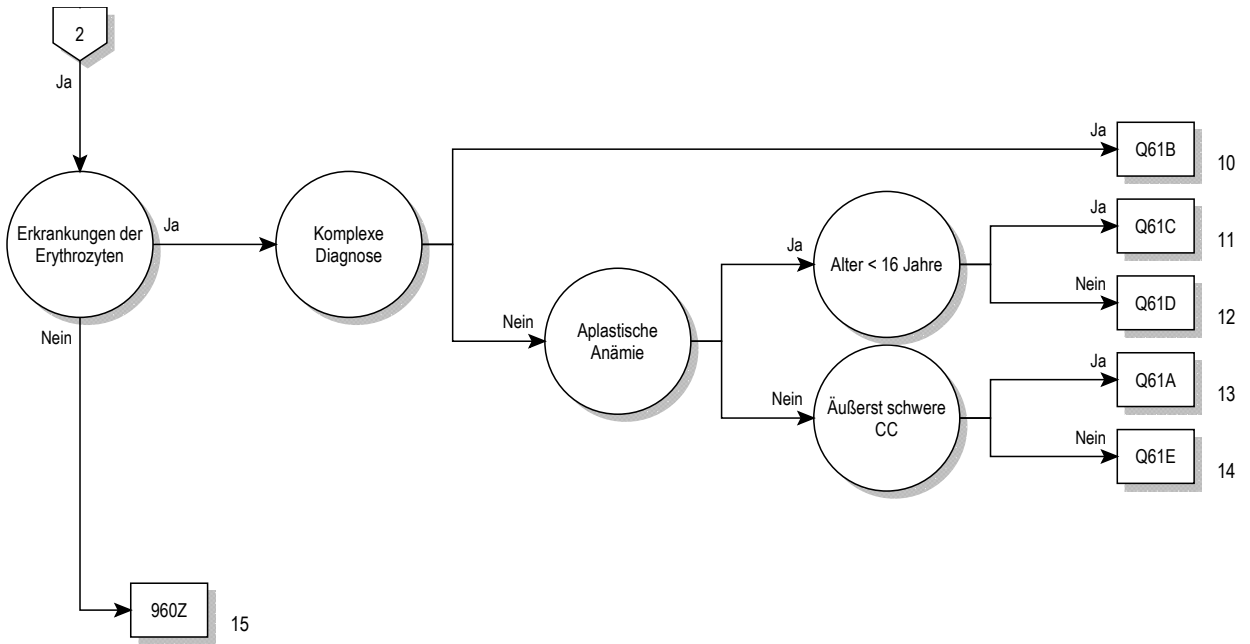 2
Ja
Ja
Q61B
10
Erkrankungen der
Erythrozyten
Ja
Komplexe
Diagnose
Ja
Q61C
11
Ja
Alter < 16 Jahre
Nein
Q61D
12
Nein
Nein
Aplastische
Anämie
Ja
Q61A
13
Nein
Äußerst schwere
CC
Nein
Q61E
14
960Z
15